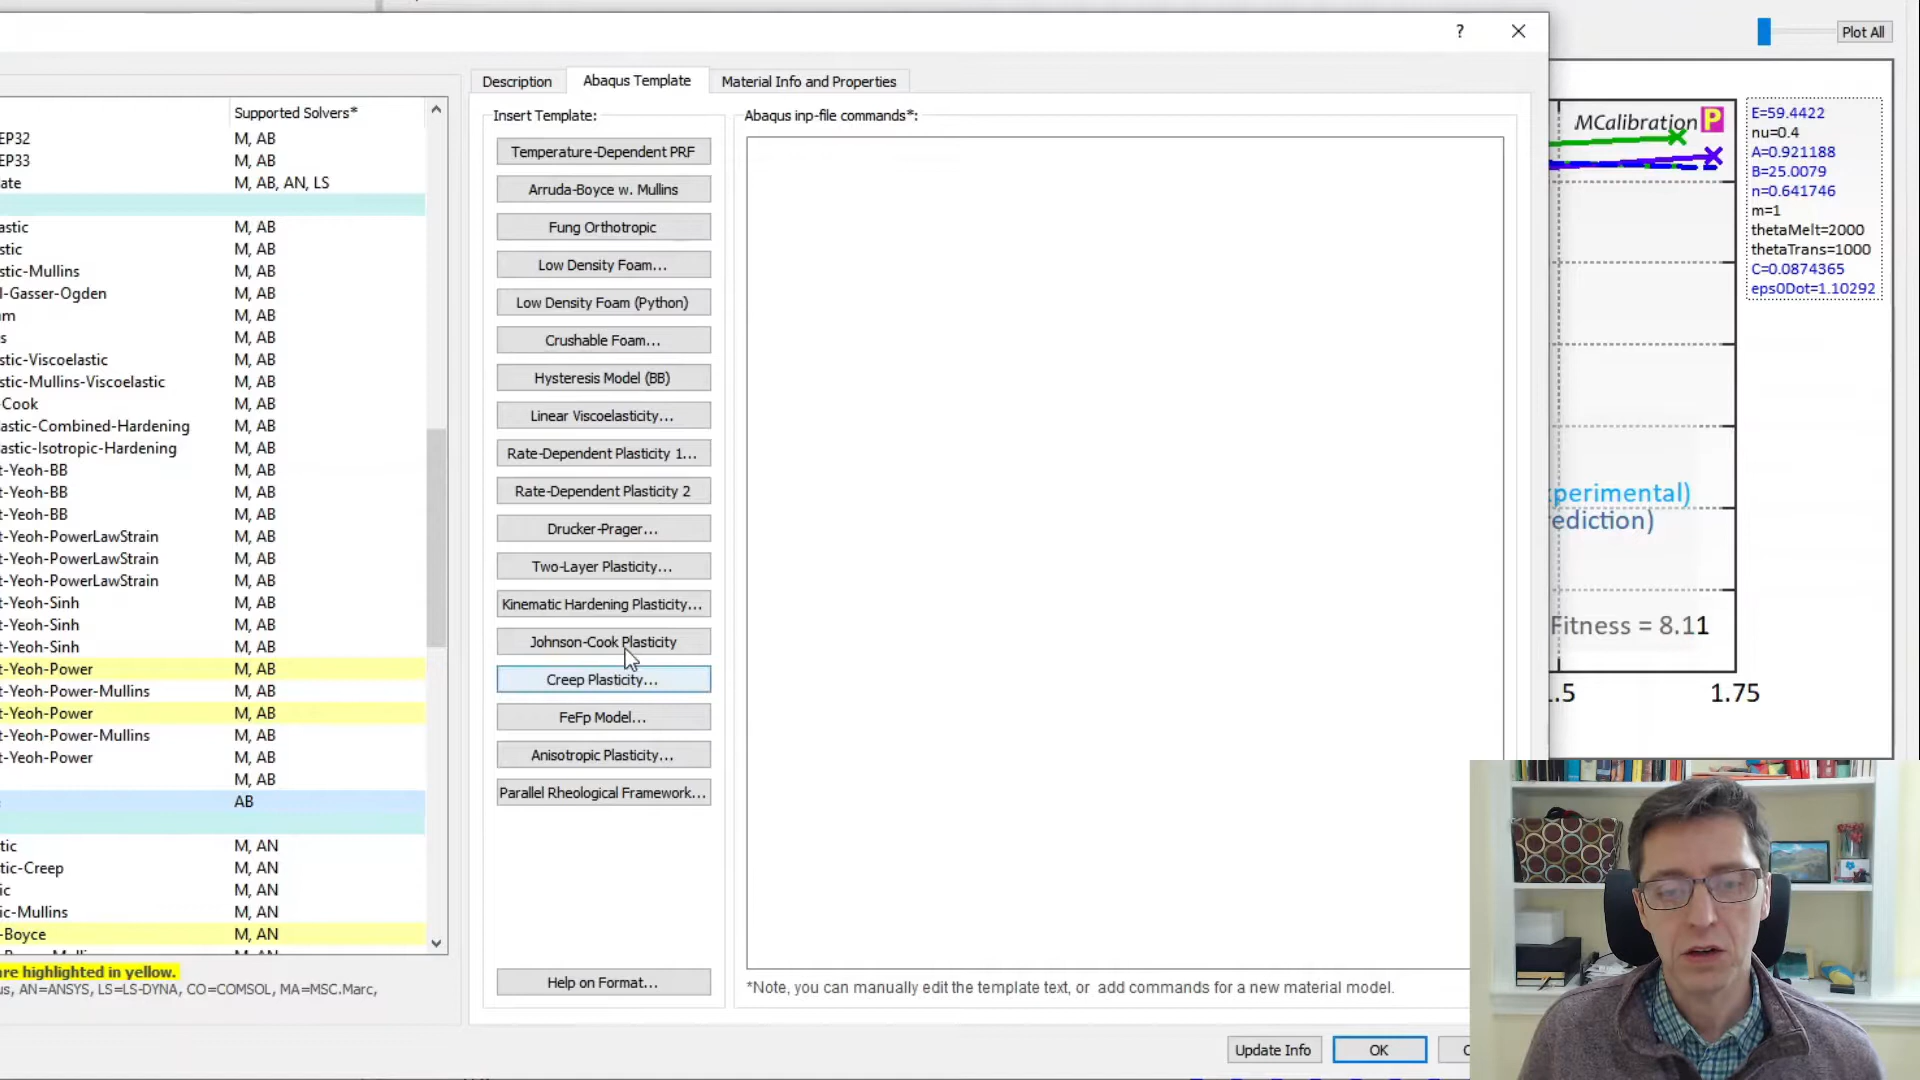 ?
Plot All
Description
Abaqus Template
Material Info and Properties
Supported Solvers*
EP32 M, AB
EP33 M, AB
ate M, AB, AN, LS
astic M, AB
stic M, AB
stic-Mullins M, AB
l-Gasser-Ogden M, AB
m M, AB
s M, AB
stic-Viscoelastic M, AB
stic-Mullins-Viscoelastic M, AB
-Cook M, AB
astic-Combined-Hardening M, AB
astic-Isotropic-Hardening M, AB
t-Yeoh-BB M, AB
t-Yeoh-BB M, AB
t-Yeoh-BB M, AB
t-Yeoh-PowerLawStrain M, AB
t-Yeoh-PowerLawStrain M, AB
t-Yeoh-PowerLawStrain M, AB
t-Yeoh-Sinh M, AB
t-Yeoh-Sinh M, AB
t-Yeoh-Sinh M, AB
t-Yeoh-Power M, AB
t-Yeoh-Power-Mullins M, AB
t-Yeoh-Power M, AB
t-Yeoh-Power-Mullins M, AB
t-Yeoh-Power M, AB
M, AB
AB
tic M, AN
tic-Creep M, AN
ic M, AN
ic-Mullins M, AN
-Boyce M, AN
are highlighted in yellow.
us, AN=ANSYS, LS=LS-DYNA, CO=COMSOL, MA=MSC.Marc,
Insert Template:
Temperature-Dependent PRF
Arruda-Boyce w. Mullins
Fung Orthotropic
Low Density Foam...
Low Density Foam (Python)
Crushable Foam...
Hysteresis Model (BB)
Linear Viscoelasticity...
Rate-Dependent Plasticity 1...
Rate-Dependent Plasticity 2
Drucker-Prager...
Two-Layer Plasticity...
Kinematic Hardening Plasticity...
Johnson-Cook Plasticity
Creep Plasticity...
FeFp Model...
Anisotropic Plasticity...
Parallel Rheological Framework...
Help on Format...
Abaqus inp-file commands*:
*Note, you can manually edit the template text, or add commands for a new material model.
Update Info
OK
MCalibration P
E=59.4422
nu=0.4
A=0.921188
B=25.0079
n=0.641746
m=1
thetaMelt=2000
thetaTrans=1000
C=0.0874365
eps0Dot=1.10292
xperimental)
ediction)
Fitness = 8.11
.5
1.75